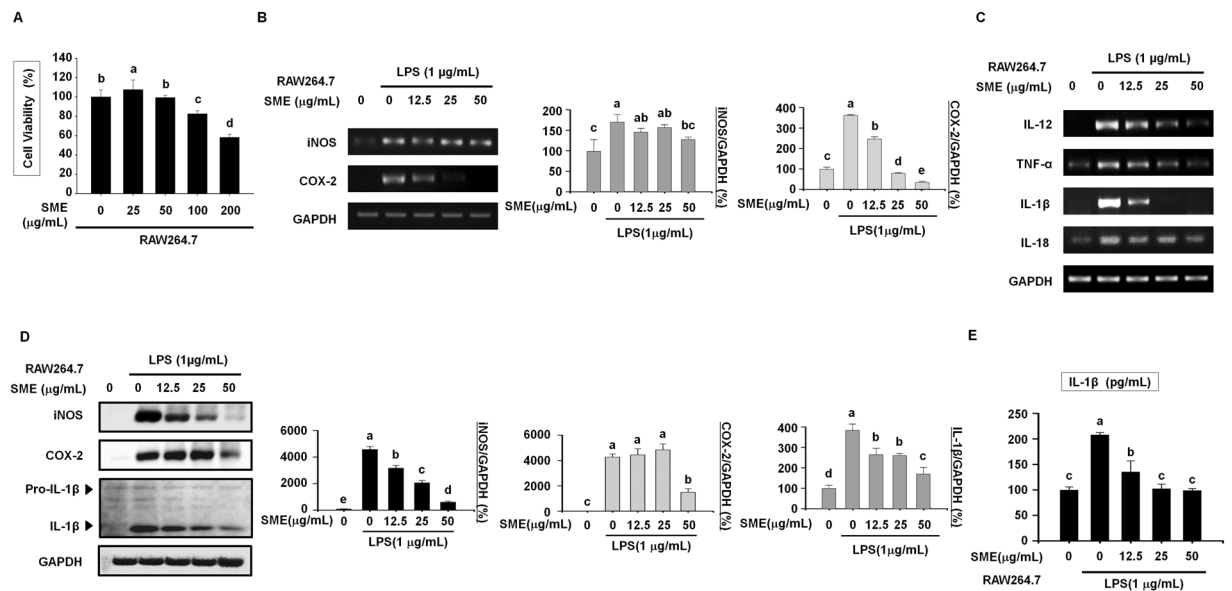 A
Cell Viability (%)
140
120
100
80
60
40
20
0
b a b c d
SME (μg/mL) 0 25 50 100 200
RAW264.7
B
RAW264.7 LPS (1 μg/mL)
SME (μg/mL) 0 0 12.5 25 50
iNOS
COX-2
GAPDH
iNOS/GAPDH (%)
200
150
100
50
0
c a ab ab bc
SME(μg/mL) 0 0 12.5 25 50
LPS(1μg/mL)
COX-2/GAPDH (%)
400
300
200
100
0
c a b d e
SME(μg/mL) 0 0 12.5 25 50
LPS(1μg/mL)
C
RAW264.7 LPS (1 μg/mL)
SME (μg/mL) 0 0 12.5 25 50
IL-12
TNF-α
IL-1β
IL-18
GAPDH
D
RAW264.7 LPS (1μg/mL)
SME (μg/mL) 0 0 12.5 25 50
iNOS
COX-2
Pro-IL-1β
IL-1β
GAPDH
iNOS/GAPDH (%)
6000
4000
2000
0
e a b c d
SME(μg/mL) 0 0 12.5 25 50
LPS(1 μg/mL)
COX-2/GAPDH (%)
6000
4000
2000
0
c a a a b
SME(μg/mL) 0 0 12.5 25 50
LPS(1 μg/mL)
IL-1β/GAPDH (%)
400
300
200
100
0
d a b b c
SME(μg/mL) 0 0 12.5 25 50
LPS(1μg/mL)
E
IL-1β (pg/mL)
250
200
150
100
50
0
c a b c c
SME(μg/mL) 0 0 12.5 25 50
RAW264.7 LPS(1 μg/mL)